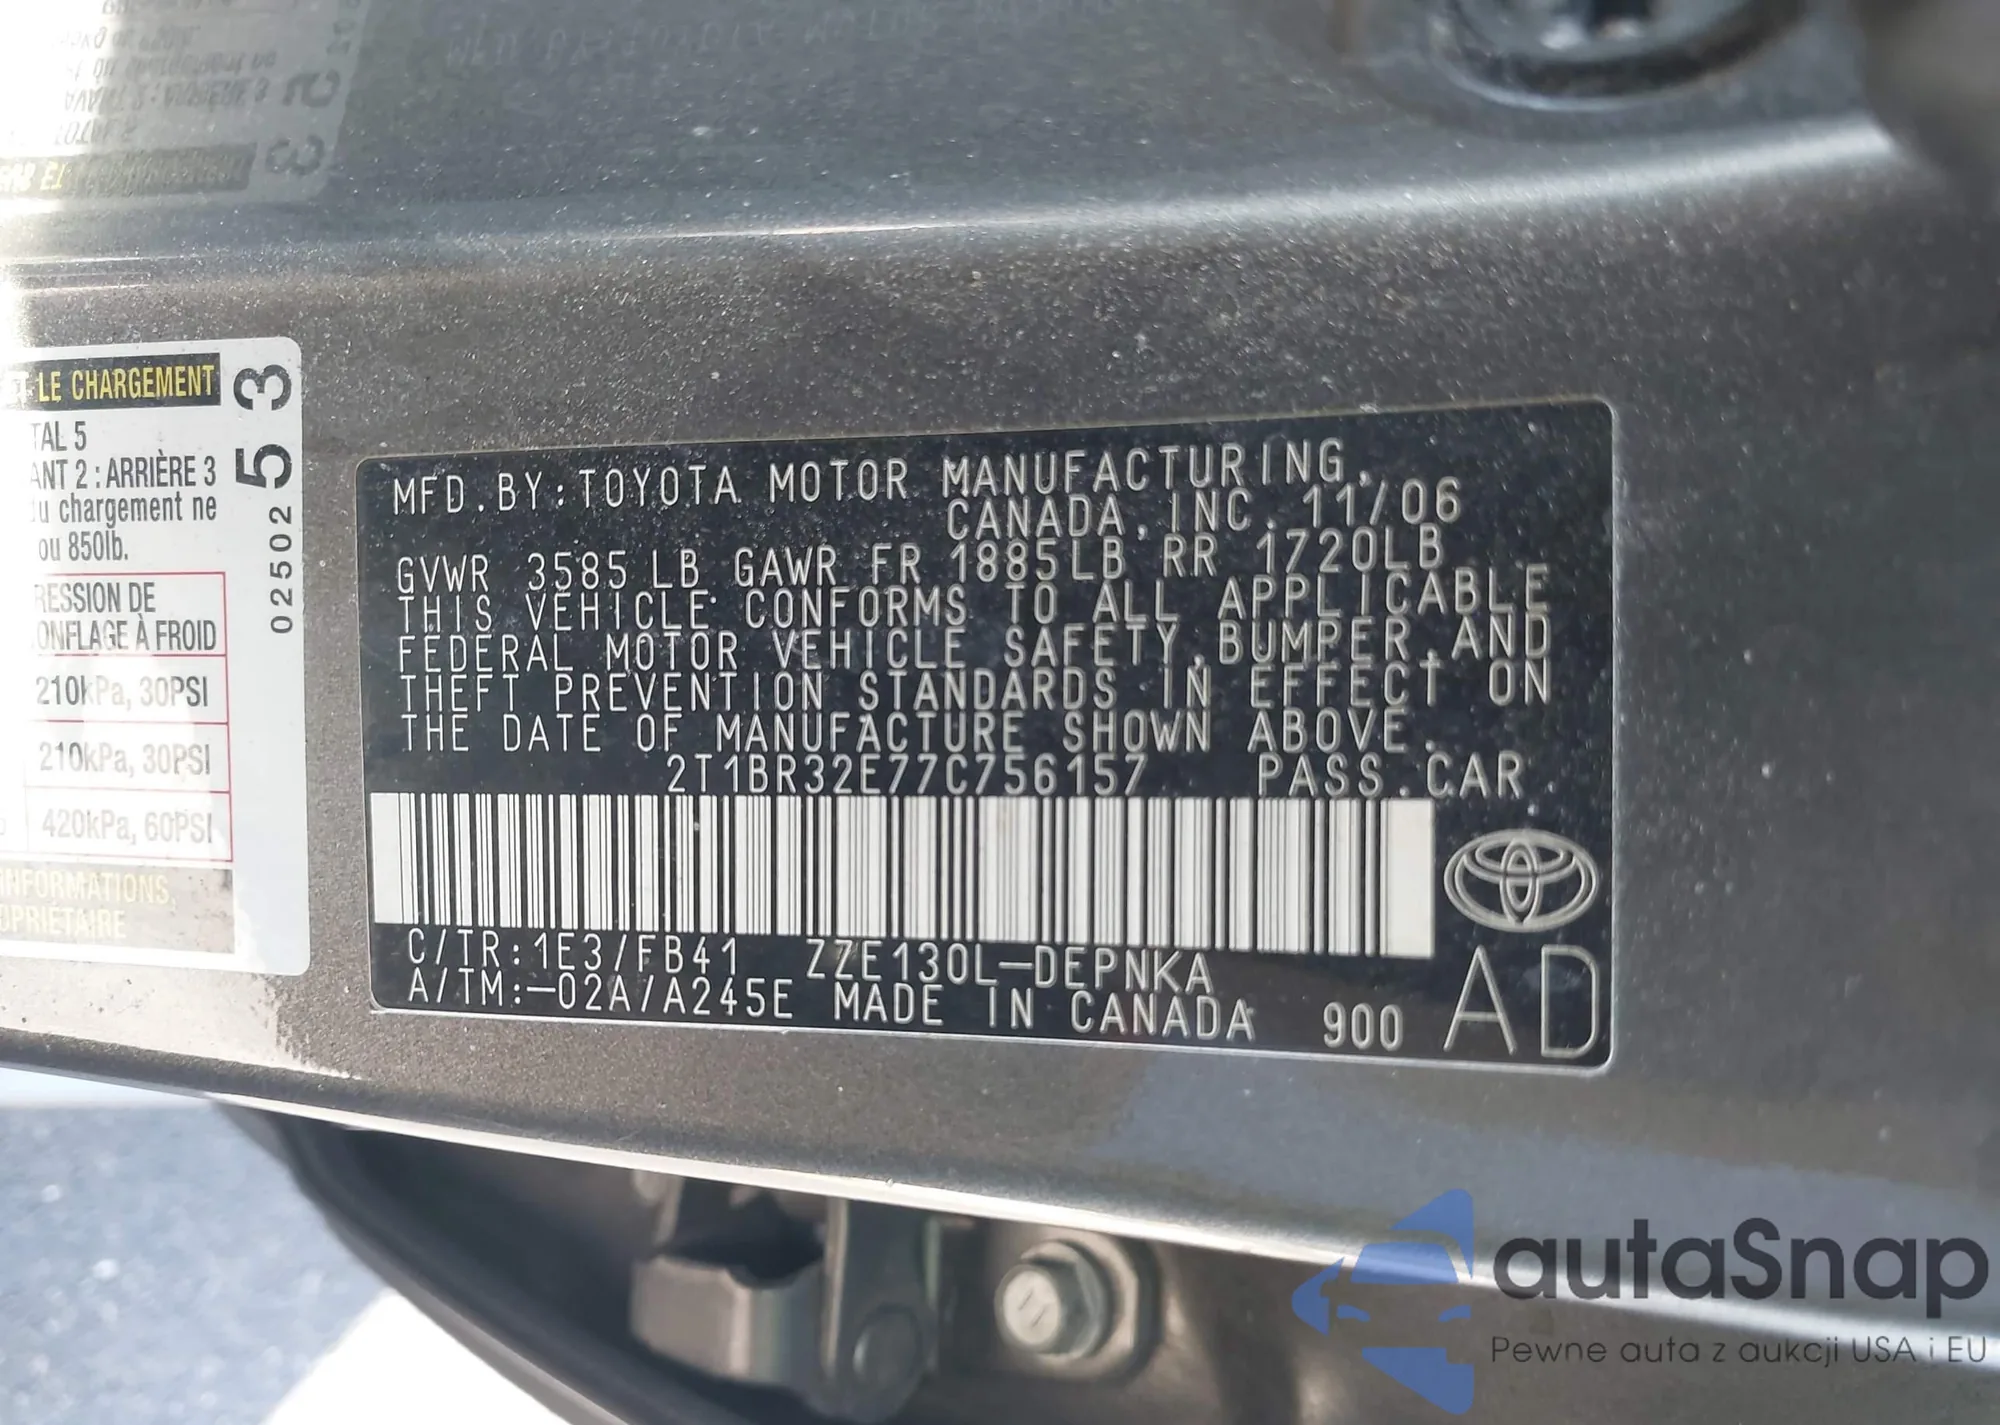 LE CHARGEMENT
TAL 5
ANT 2 : ARRIÈRE 3
du chargement ne
ou 850lb.
RESSION DE
ONFLAGE À FROID
210kPa, 30PSI
210kPa, 30PSI
420kPa, 60PSI
INFORMATIONS,
OPRIÉTAIRE
02502 53
MFD. BY: TOYOTA MOTOR MANUFACTURING,
CANADA, INC. 11/06
GVWR 3585 LB GAWR FR 1885LB RR 1720LB
THIS VEHICLE CONFORMS TO ALL APPLICABLE
FEDERAL MOTOR VEHICLE SAFETY, BUMPER, AND
THEFT PREVENTION STANDARDS IN EFFECT ON
THE DATE OF MANUFACTURE SHOWN ABOVE.
2T1BR32E77C756157 PASS.CAR
C/TR:1E3/FB41 ZZE130L-DEPNKA
A/TM:-02A/A245E MADE IN CANADA 900 AD
autaSnap
Pewne auta z aukcji USA i EU